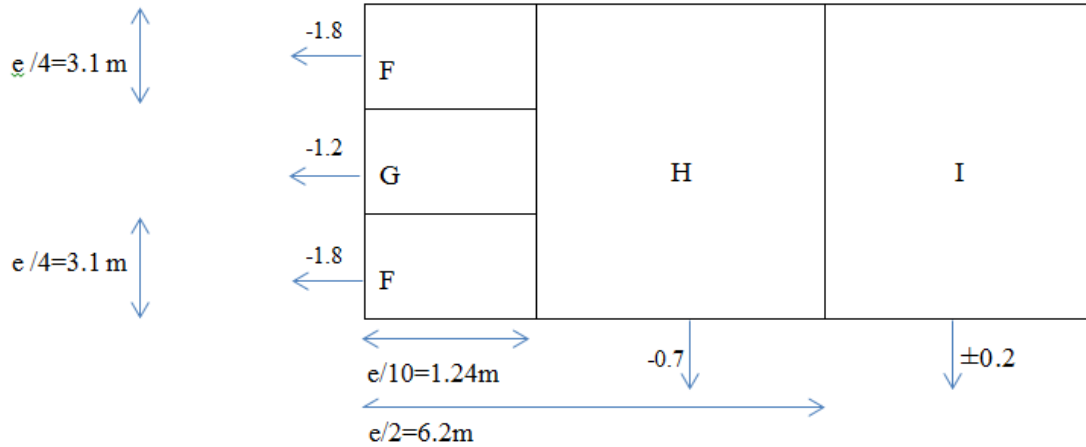 -1.8
e /4=3.1 m
F
-1.2
G
H
I
-1.8
e /4=3.1 m
F
e/10=1.24m
-0.7
±0.2
e/2=6.2m